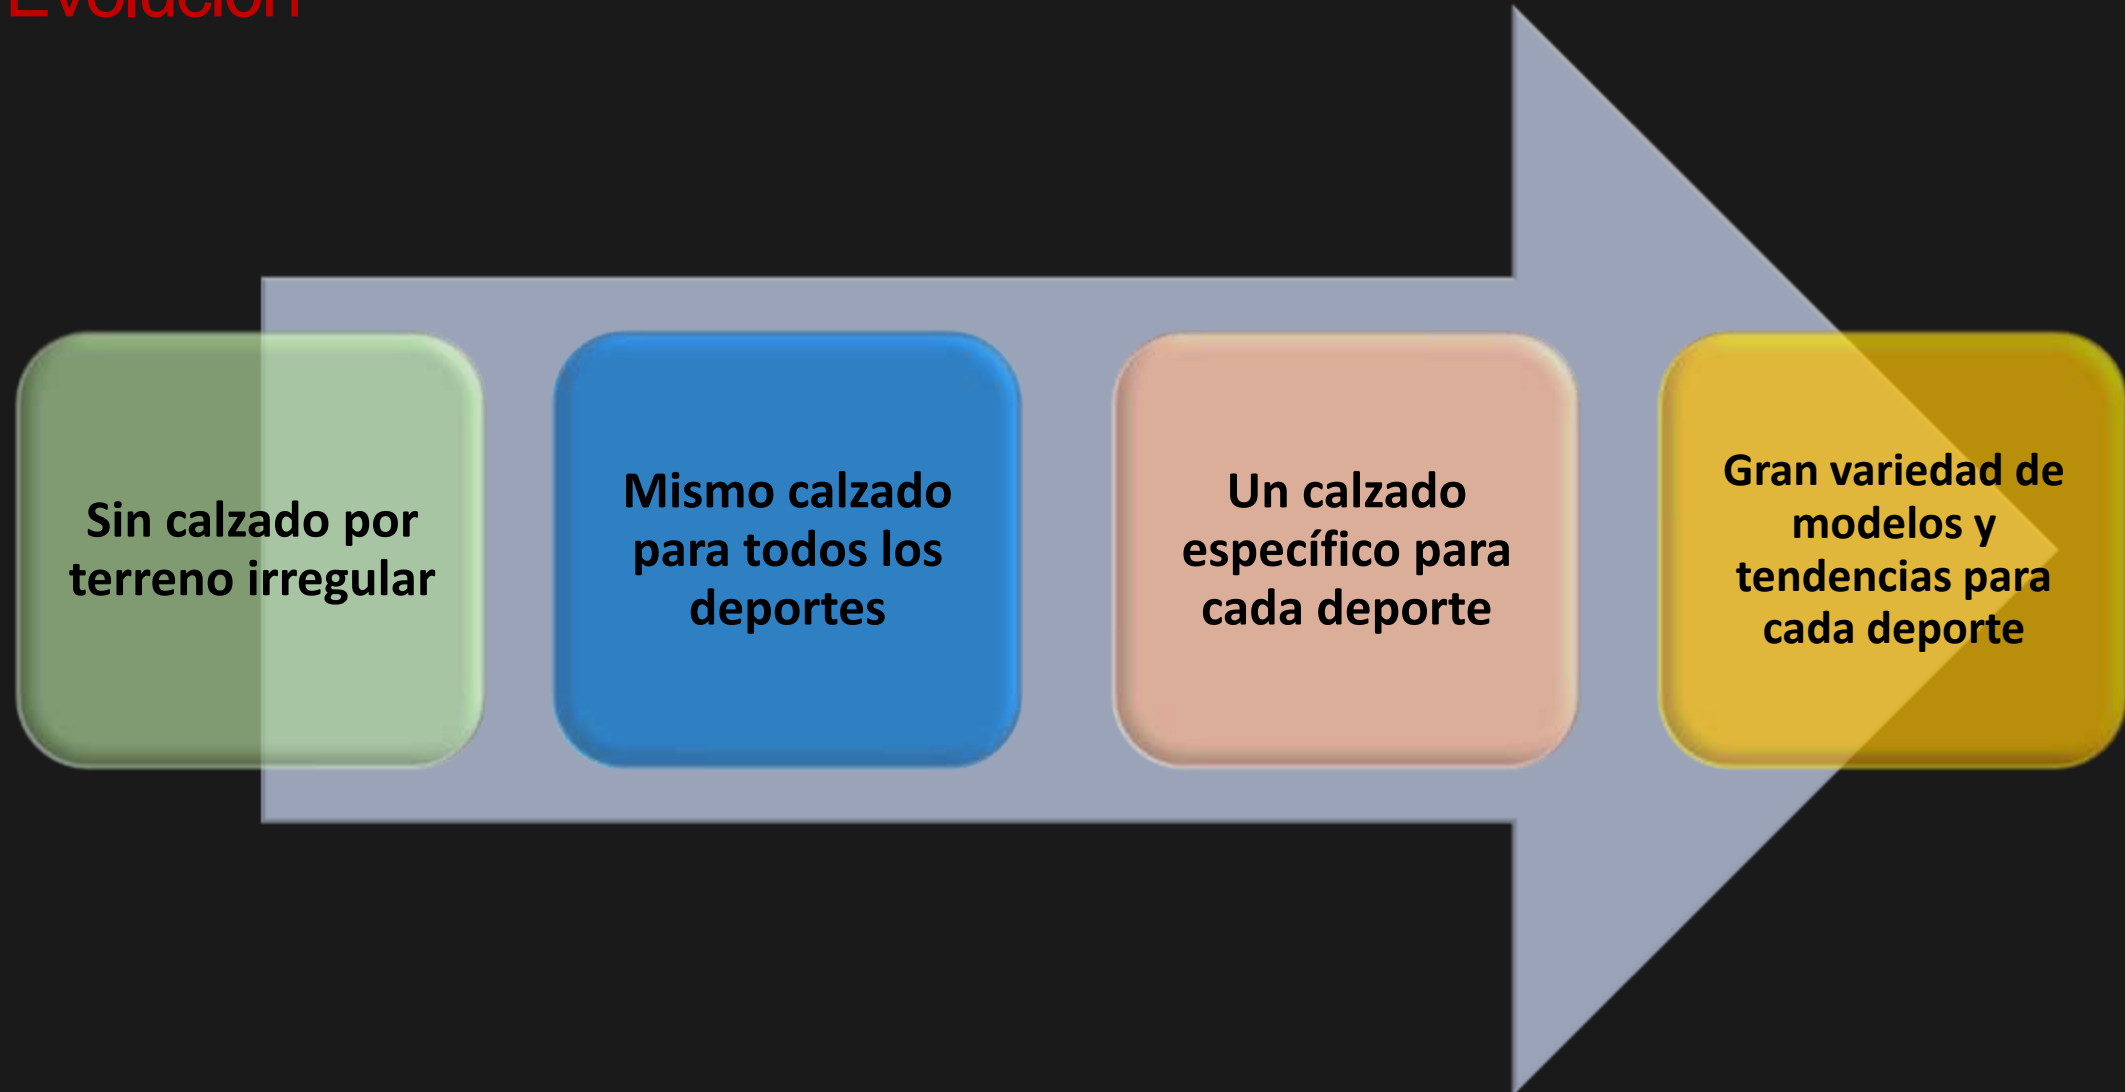 Evolución
Sin calzado por
terreno irregular
Mismo calzado
para todos los
deportes
Un calzado
específico para
cada deporte
Gran variedad de
modelos y
tendencias para
cada deporte